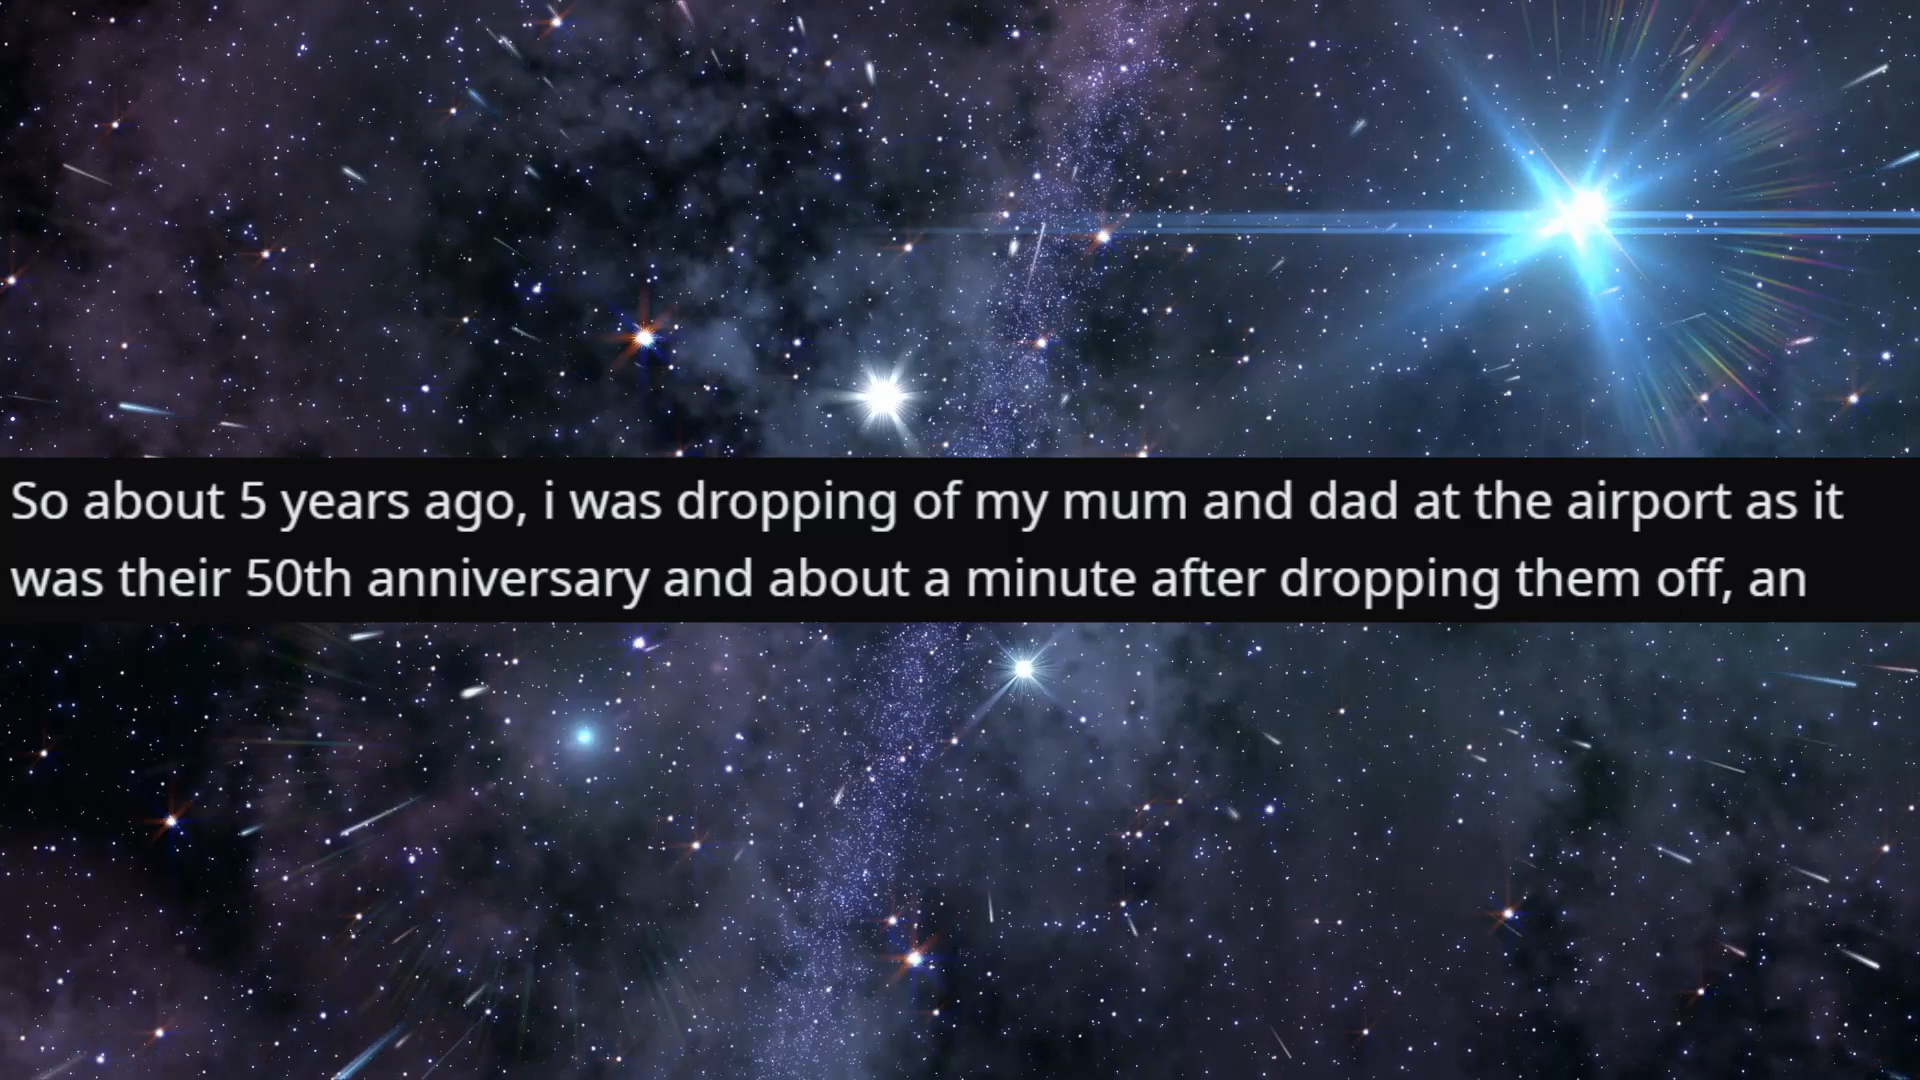 So about 5 years ago, i was dropping of my mum and dad at the airport as it
was their 50th anniversary and about a minute after dropping them off, an